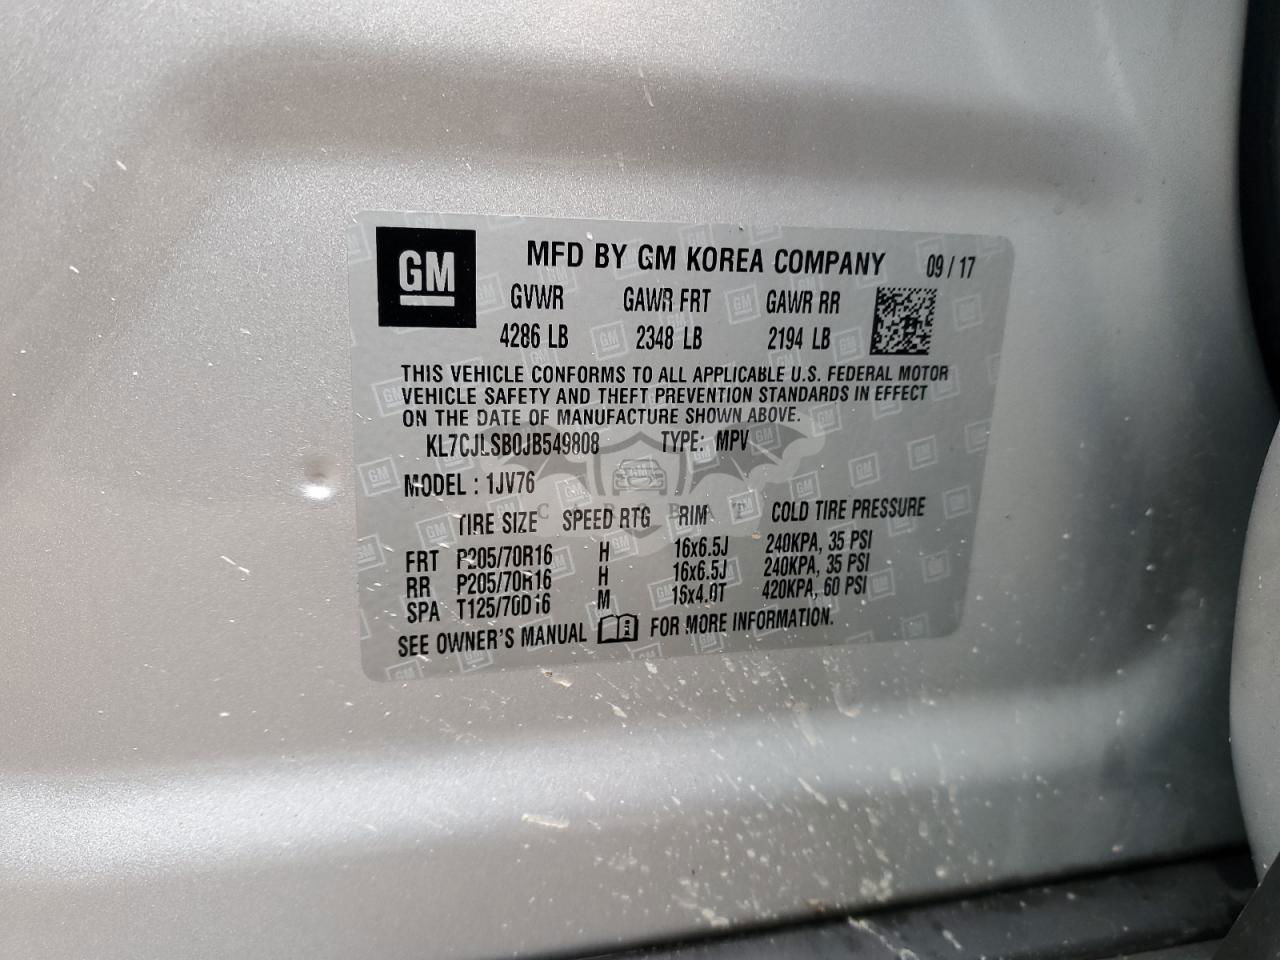 GM MFD BY GM KOREA COMPANY 09/17
GVWR GAWR FRT GAWR RR
4286 LB 2348 LB 2194 LB
THIS VEHICLE CONFORMS TO ALL APPLICABLE U.S. FEDERAL MOTOR
VEHICLE SAFETY AND THEFT PREVENTION STANDARDS IN EFFECT
ON THE DATE OF MANUFACTURE SHOWN ABOVE.
KL7CJLSB0JB549808 TYPE: MPV
MODEL : 1JV76
TIRE SIZE SPEED RTG RIM COLD TIRE PRESSURE
FRT P205/70R16 H 16x6.5J 240KPA, 35 PSI
RR P205/70R16 H 16x6.5J 240KPA, 35 PSI
SPA T125/70D16 M 16x4.0T 420KPA, 60 PSI
SEE OWNER'S MANUAL FOR MORE INFORMATION.